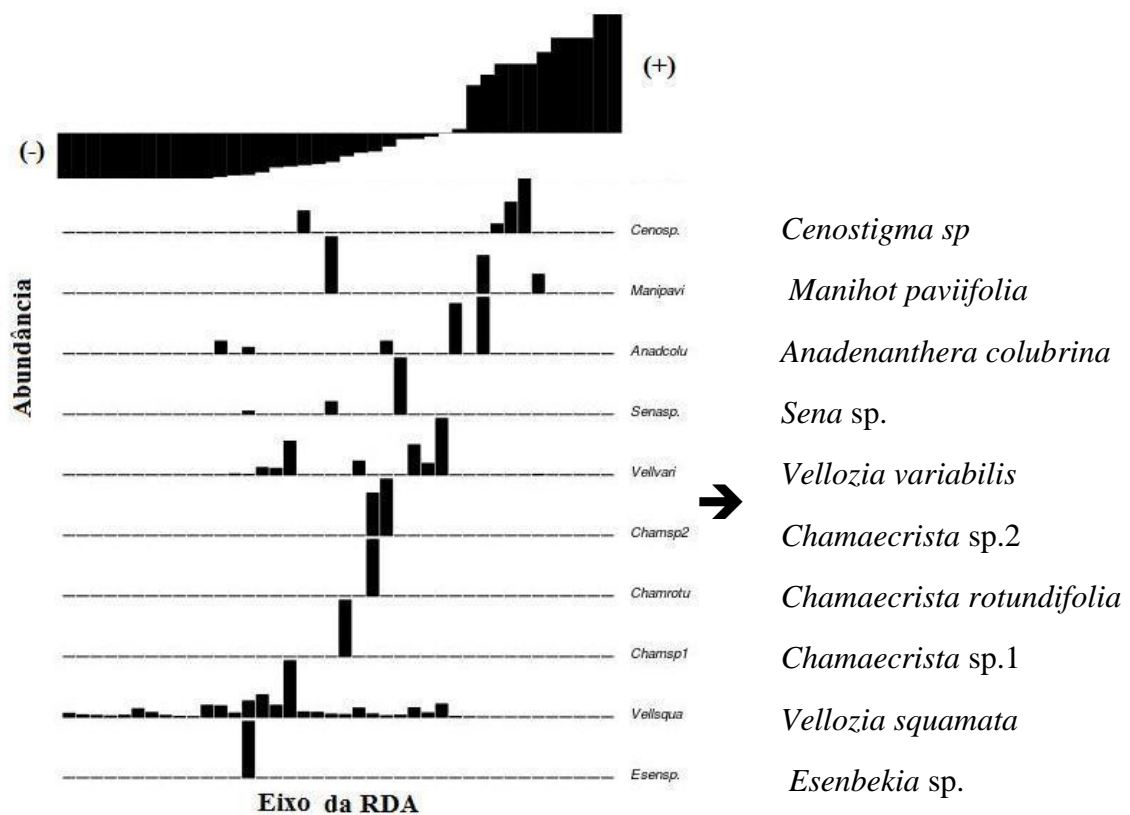 (+)
(-)
Abundância
Cenosp.
Manipavi
Anadcolu
Senasp.
Vellvari
Chamsp2
Chamrotu
Chamsp1
Vellsqua
Esensp.
Eixo da RDA
Cenostigma sp
Manihot paviifolia
Anadenanthera colubrina
Sena sp.
Vellozia variabilis
Chamaecrista sp.2
Chamaecrista rotundifolia
Chamaecrista sp.1
Vellozia squamata
Esenbekia sp.